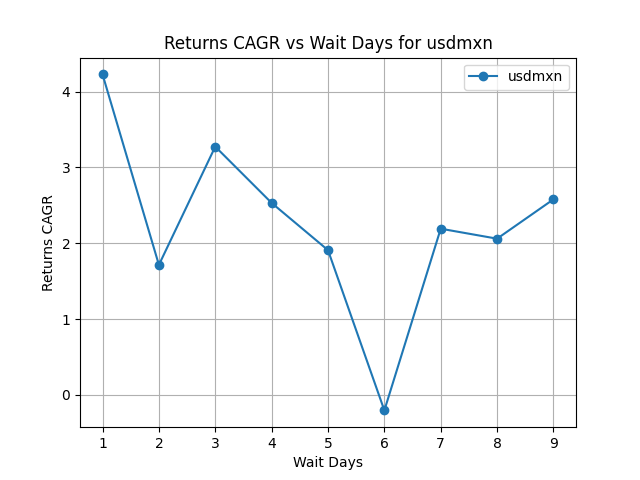 Returns CAGR vs Wait Days for usdmxn
usdmxn
Returns CAGR
4
3
2
1
0
1 2 3 4 5 6 7 8 9
Wait Days